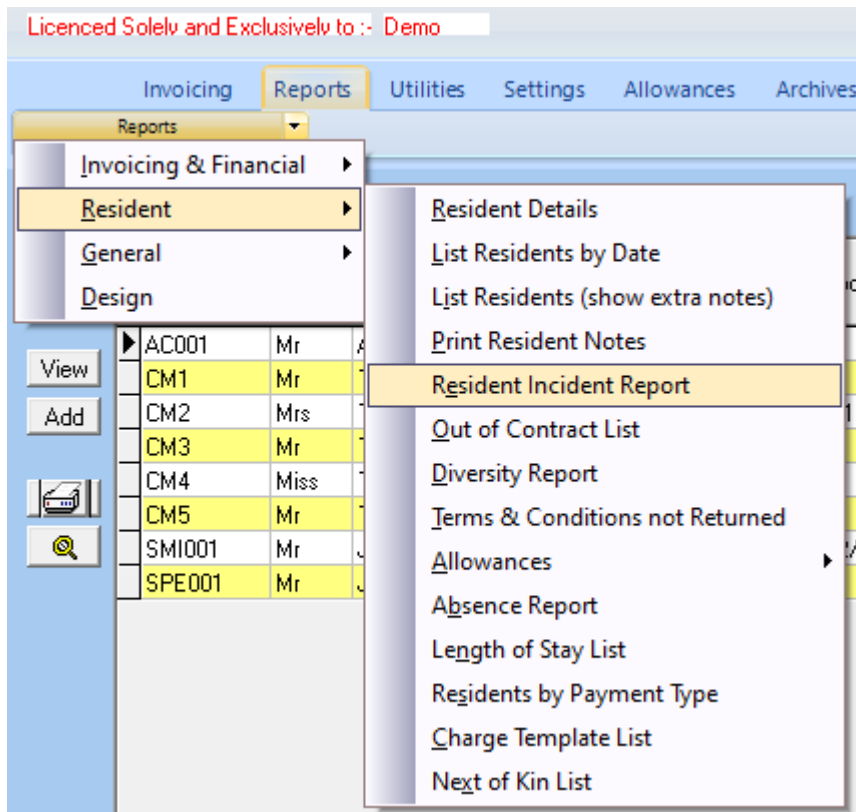 Licenced Solely and Exclusively to :- Demo
Invoicing Reports Utilities Settings Allowances Archives
Reports
Invoicing & Financial
Resident
General
Design
Resident Details
List Residents by Date
List Residents (show extra notes)
Print Resident Notes
Resident Incident Report
Out of Contract List
Diversity Report
Terms & Conditions not Returned
Allowances
Absence Report
Length of Stay List
Residents by Payment Type
Charge Template List
Next of Kin List
View
Add
AC001 Mr
CM1 Mr
CM2 Mrs
CM3 Mr
CM4 Miss
CM5 Mr
SMI001 Mr
SPE001 Mr